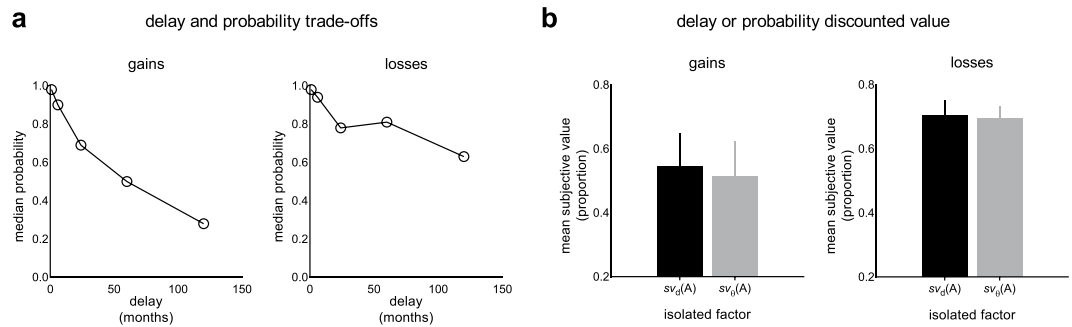 a
delay and probability trade-offs
gains
median probability
1.0
0.8
0.6
0.4
0.2
0.0
0
50
100
150
delay
(months)
losses
median probability
1.0
0.8
0.6
0.4
0.2
0.0
0
50
100
150
delay
(months)
b
delay or probability discounted value
gains
mean subjective value
(proportion)
0.8
0.6
0.4
0.2
svd(A)
svθ(A)
isolated factor
losses
mean subjective value
(proportion)
0.8
0.6
0.4
0.2
svd(A)
svθ(A)
isolated factor